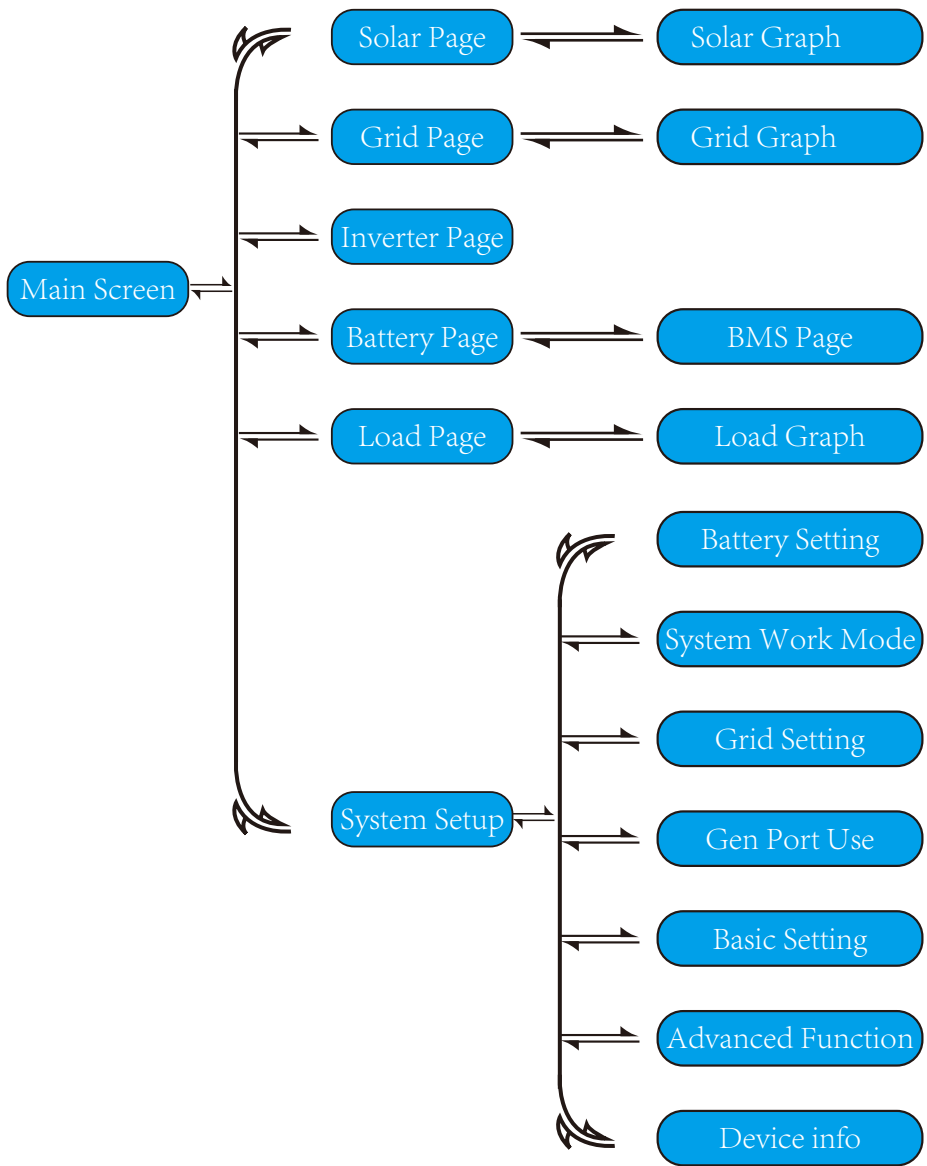 Solar Page
Solar Graph
Grid Page
Grid Graph
Inverter Page
Main Screen
Battery Page
BMS Page
Load Page
Load Graph
Battery Setting
System Work Mode
Grid Setting
System Setup
Gen Port Use
Basic Setting
Advanced Function
Device info